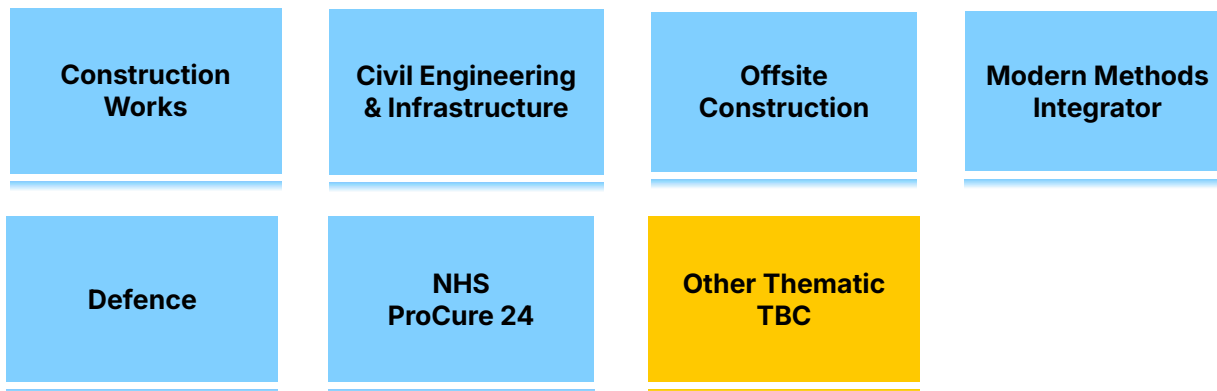 Construction
Works
Civil Engineering
& Infrastructure
Offsite
Construction
Modern Methods
Integrator
Defence
NHS
ProCure 24
Other Thematic
TBC